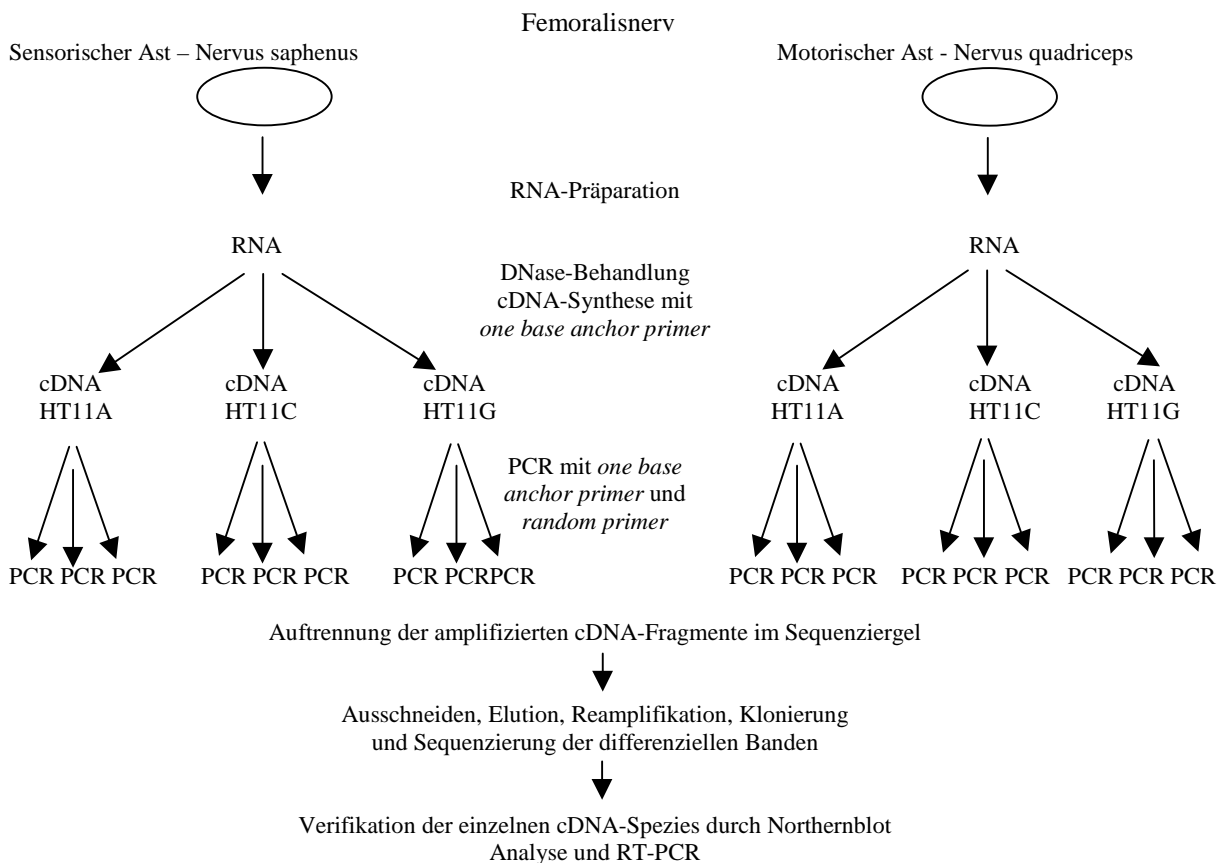 Femoralisnerv
Sensorischer Ast – Nervus saphenus
Motorischer Ast - Nervus quadriceps
RNA-Präparation
RNA
RNA
DNase-Behandlung
cDNA-Synthese mit
one base anchor primer
cDNA
HT11A
cDNA
HT11C
cDNA
HT11G
cDNA
HT11A
cDNA
HT11C
cDNA
HT11G
PCR mit one base
anchor primer und
random primer
PCR PCR PCR
PCR PCR PCR
PCR PCRPCR
PCR PCR PCR
PCR PCR PCR
PCR PCR PCR
Auftrennung der amplifizierten cDNA-Fragmente im Sequenziergel
Ausschneiden, Elution, Reamplifikation, Klonierung
und Sequenzierung der differenziellen Banden
Verifikation der einzelnen cDNA-Spezies durch Northernblot
Analyse und RT-PCR